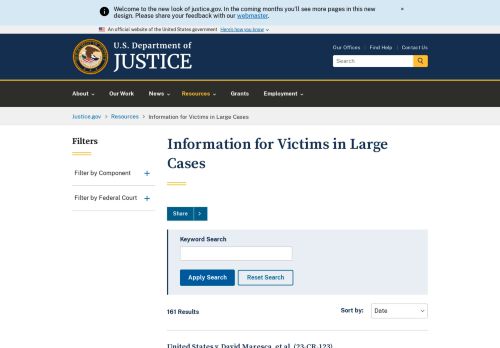 Welcome to the new look of justice.gov. In the coming months you'll see more pages in this new
design. Please share your feedback with our webmaster.
×
An official website of the United States government Here's how you know
U.S. Department of
JUSTICE
Our Offices | Find Help | Contact Us
Search
About
Our Work
News
Resources
Grants
Employment
Justice.gov > Resources > Information for Victims in Large Cases
Filters
Filter by Component +
Filter by Federal Court +
Information for Victims in Large
Cases
Share >
Keyword Search
Apply Search
Reset Search
161 Results
Sort by:
Date
United States v. David Maresca, et al. (23-CR-123)